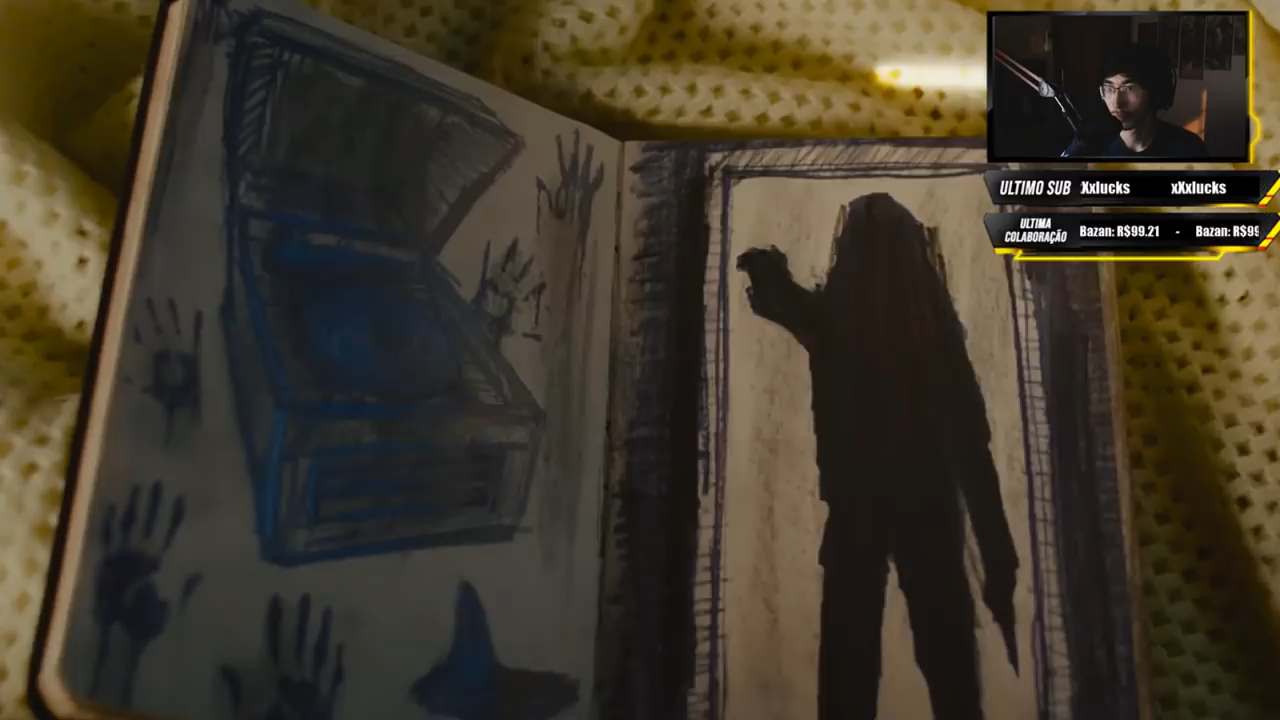 ULTIMO SUB Xxlucks xXxlucks
ULTIMA
COLABORAÇÃO
Bazan: R$99.21 - Bazan: R$99